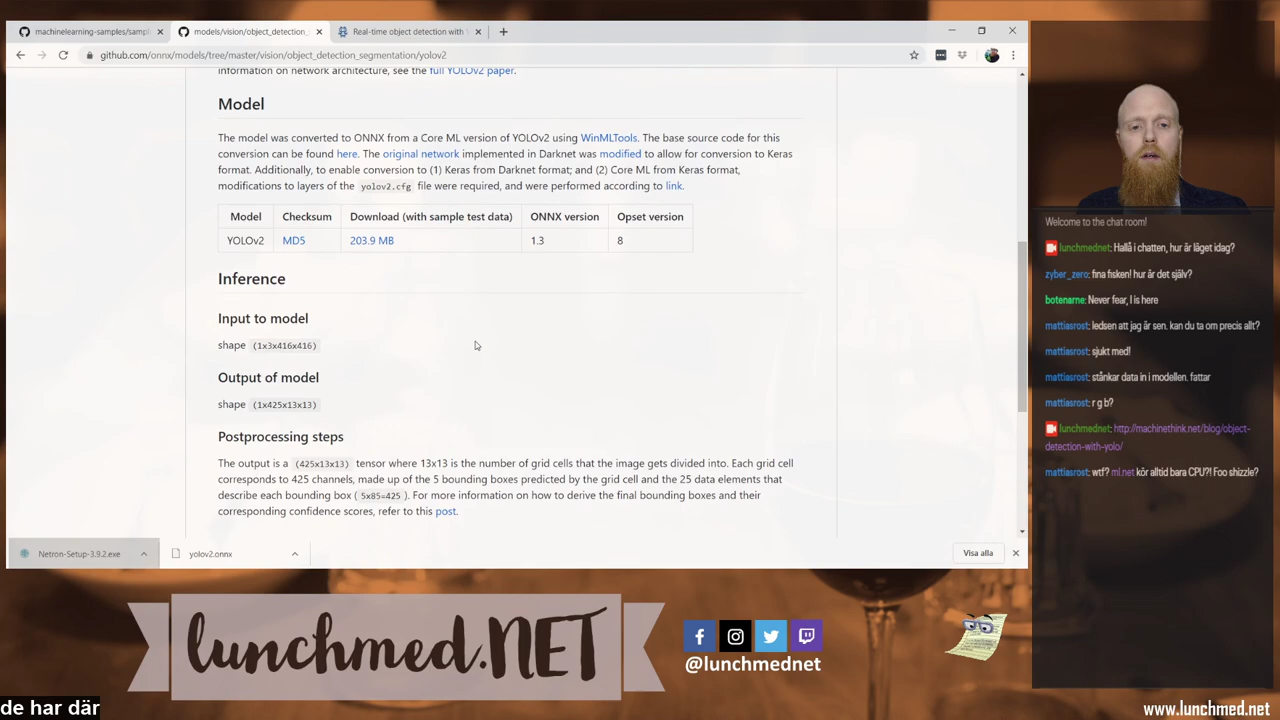 machinelearning-samples/sampl
models/vision/object_detection_
Real-time object detection with
github.com/onnx/models/tree/master/vision/object_detection_segmentation/yolov2
information on network architecture, see the full YOLOv2 paper.
Model
The model was converted to ONNX from a Core ML version of YOLOv2 using WinMLTools. The base source code for this
conversion can be found here. The original network implemented in Darknet was modified to allow for conversion to Keras
format. Additionally, to enable conversion to (1) Keras from Darknet format; and (2) Core ML from Keras format,
modifications to layers of the yolov2.cfg file were required, and were performed according to link.
Model Checksum Download (with sample test data) ONNX version Opset version
YOLOv2 MD5 203.9 MB 1.3 8
Inference
Input to model
shape (1x3x416x416)
Output of model
shape (1x425x13x13)
Postprocessing steps
The output is a (425x13x13) tensor where 13x13 is the number of grid cells that the image gets divided into. Each grid cell
corresponds to 425 channels, made up of the 5 bounding boxes predicted by the grid cell and the 25 data elements that
describe each bounding box ( 5x85=425 ). For more information on how to derive the final bounding boxes and their
corresponding confidence scores, refer to this post.
Netron-Setup-3.9.2.exe
yolov2.onnx
Visa alla
Welcome to the chat room!
lunchmednet: Hallå i chatten, hur är läget idag?
zyber_zero: fina fisken! hur är det själv?
botenarne: Never fear, I is here
mattiasrost: ledsen att jag är sen. kan du ta om precis allt?
mattiasrost: sjukt med!
mattiasrost: stånkar data in i modellen. fattar
mattiasrost: r g b?
lunchmednet: http://machinethink.net/blog/object-
detection-with-yolo/
mattiasrost: wtf? ml.net kör alltid bara CPU?! Foo shizzle?
lunchmed.NET
@lunchmednet
de har där
www.lunchmed.net